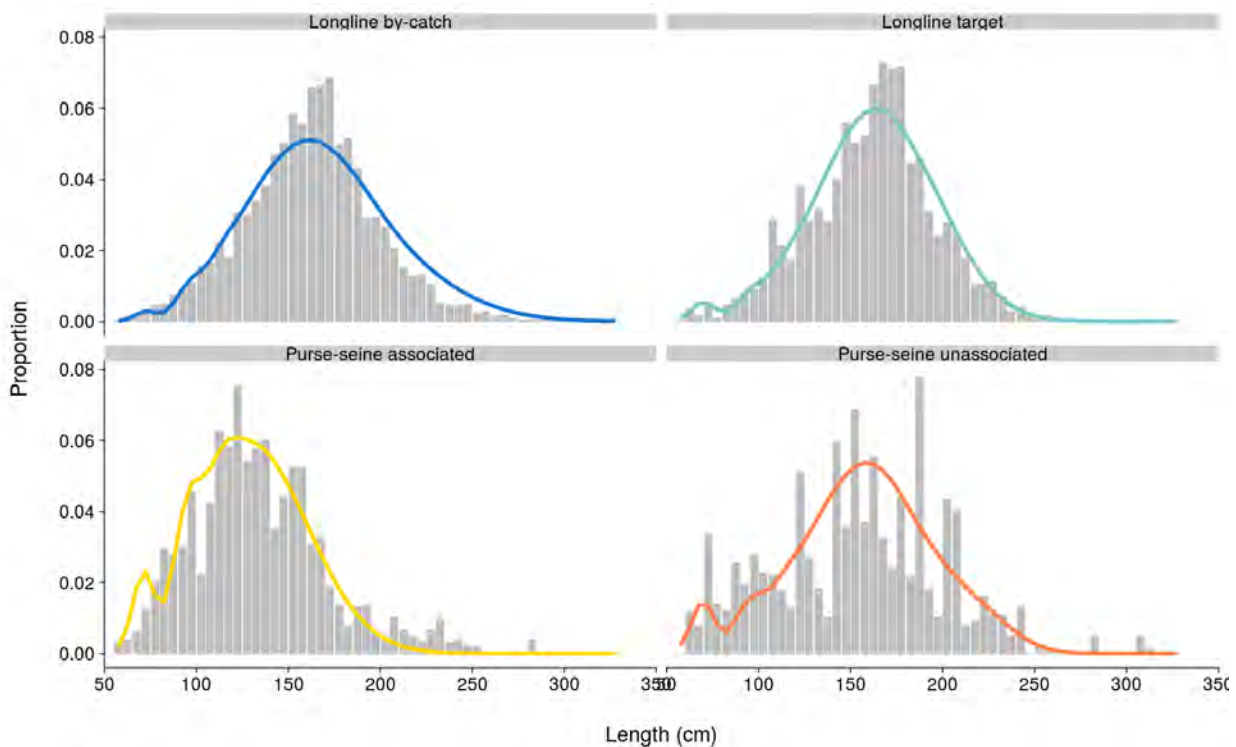 Longline by-catch
Longline target
0.08
0.06
0.04
0.02
0.00
Purse-seine associated
Purse-seine unassociated
0.08
0.06
0.04
0.02
0.00
Proportion
50 100 150 200 250 300 350
50 100 150 200 250 300 350
Length (cm)